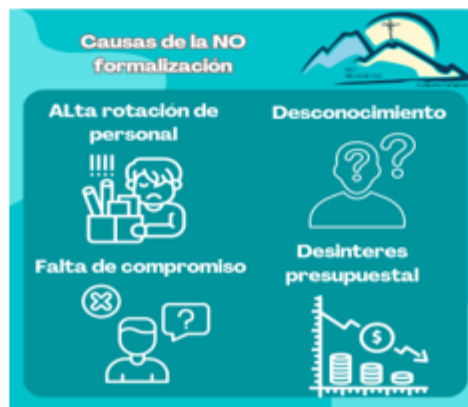 Causas de la NO
formalización
ALta rotación de
personal
Desconocimiento
Falta de compromiso
Desinteres
presupuestal